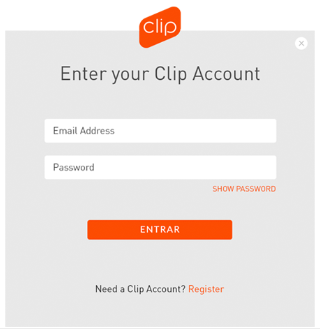 clip
Enter your Clip Account
Email Address
Password
SHOW PASSWORD
ENTRAR
Need a Clip Account? Register